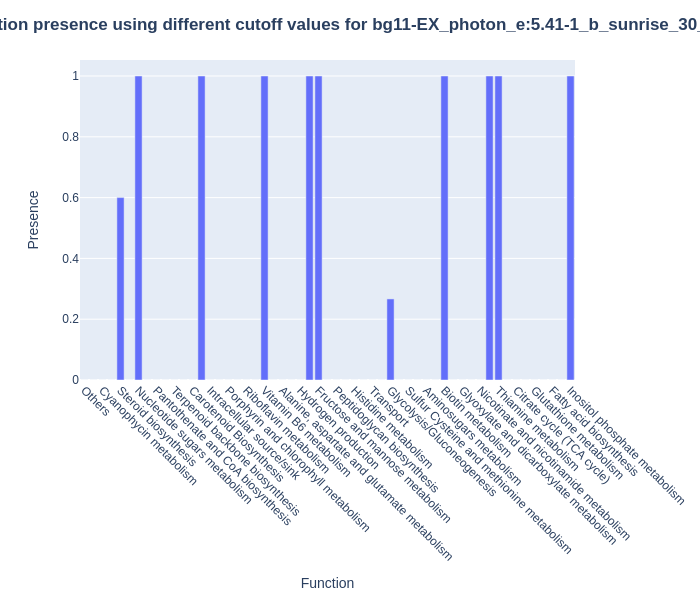 tion presence using different cutoff values for bg11-EX_photon_e:5.41-1_b_sunrise_30_
1
0.8
0.6
0.4
0.2
0
Presence
Others
Cyanophycin metabolism
Steroid biosynthesis
Nucleotide sugars metabolism
Pantothenate and CoA biosynthesis
Terpenoid backbone biosynthesis
Carotenoid Biosynthesis
Intracellular source/sink
Porphyrin and chlorophyll metabolism
Riboflavin metabolism
Vitamin B6 metabolism
Alanine, aspartate and glutamate metabolism
Hydrogen production
Fructose and mannose metabolism
Peptidoglycan biosynthesis
Histidine metabolism
Transport
Glycolysis/Gluconeogenesis
Sulfur Cysteine and methionine metabolism
Aminosugars metabolism
Biotin metabolism
Glyoxylate and dicarboxylate metabolism
Nicotinate and nicotinamide metabolism
Thiamine metabolism
Citrate cycle (TCA cycle)
Glutathione metabolism
Fatty acid biosynthesis
Inositol phosphate metabolism
Function